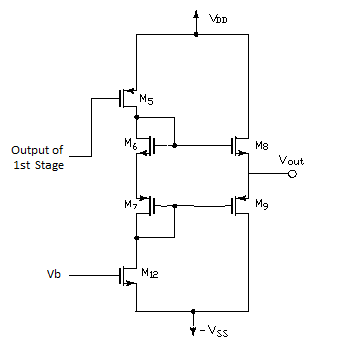 VDD
M5
Output of
1st Stage
M6
M8
Vout
M7
M9
Vb
M12
-Vss